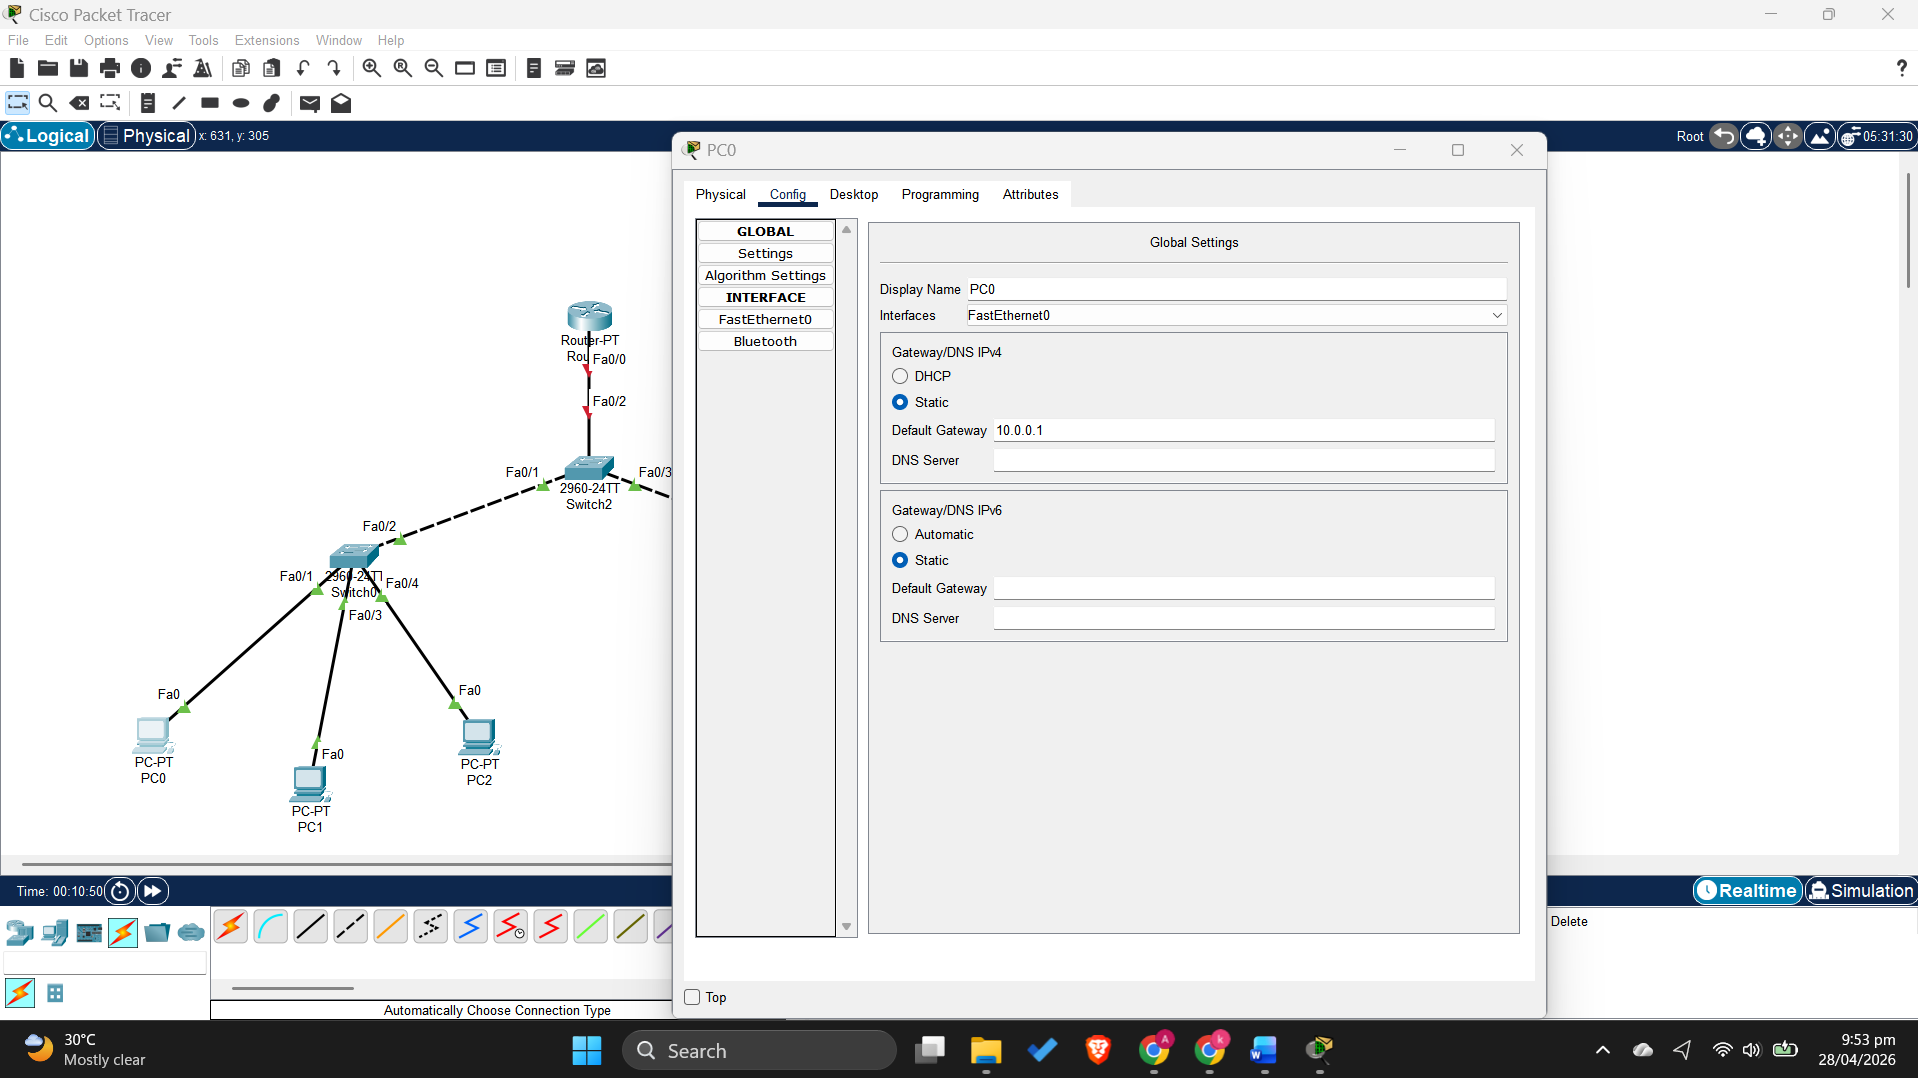 Cisco Packet Tracer
File Edit Options View Tools Extensions Window Help
?
Logical Physical x: 631, y: 305
Root 05:31:30
PC0
Physical Config Desktop Programming Attributes
GLOBAL
Settings
Algorithm Settings
INTERFACE
FastEthernet0
Bluetooth
Global Settings
Display Name PC0
Interfaces FastEthernet0
Gateway/DNS IPv4
DHCP
Static
Default Gateway 10.0.0.1
DNS Server
Gateway/DNS IPv6
Automatic
Static
Default Gateway
DNS Server
Top
Router-PT
Rou
Fa0/0
Fa0/2
Fa0/1
Fa0/3
2960-24TT
Switch2
Fa0/2
Fa0/1
2960-24TT
Fa0/4
Switch0
Fa0/3
Fa0
Fa0
PC-PT
PC0
Fa0
PC-PT
PC2
PC-PT
PC1
Time: 00:10:50
Realtime Simulation
Delete
Automatically Choose Connection Type
30°C
Mostly clear
Search
A
k
W
9:53 pm
28/04/2026